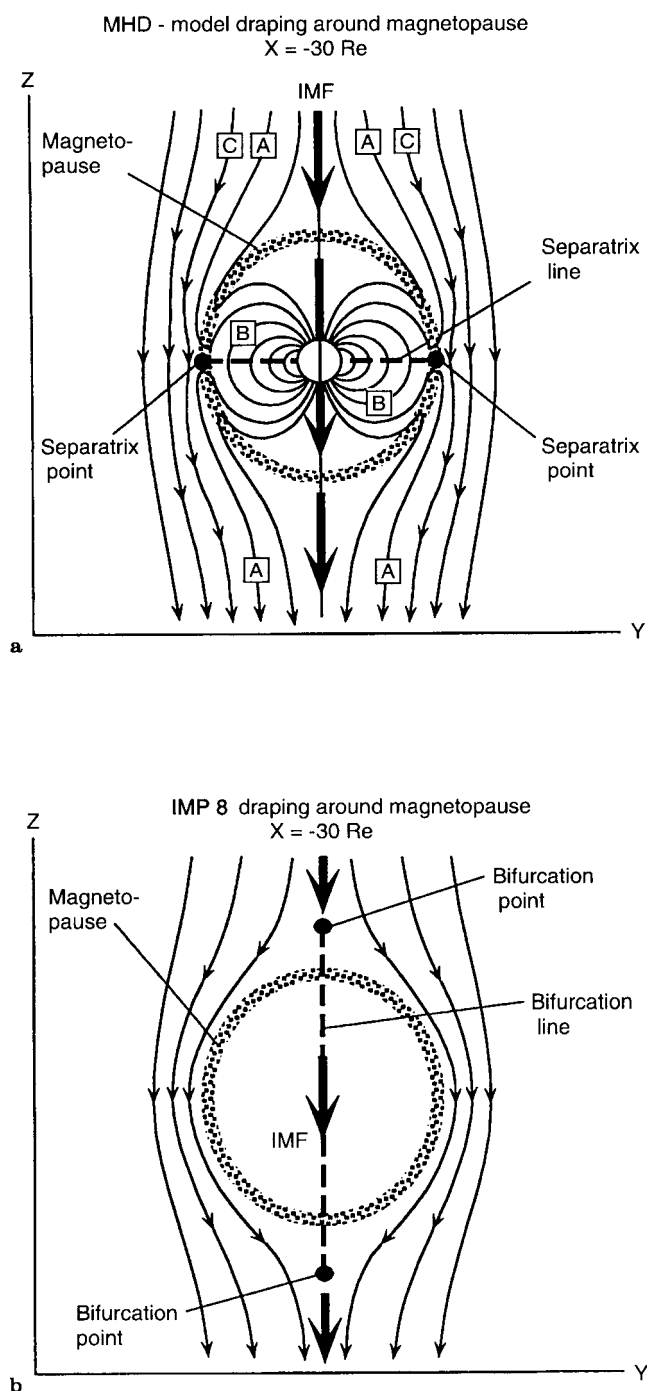 MHD - model draping around magnetopause
X = -30 Re
Z
IMF
C A A C
Magneto-
pause
Separatrix
line
B
B
Separatrix
point
Separatrix
point
A A
Y
a
IMP 8 draping around magnetopause
X = -30 Re
Z
Bifurcation
point
Magneto-
pause
Bifurcation
line
IMF
Bifurcation
point
Y
b